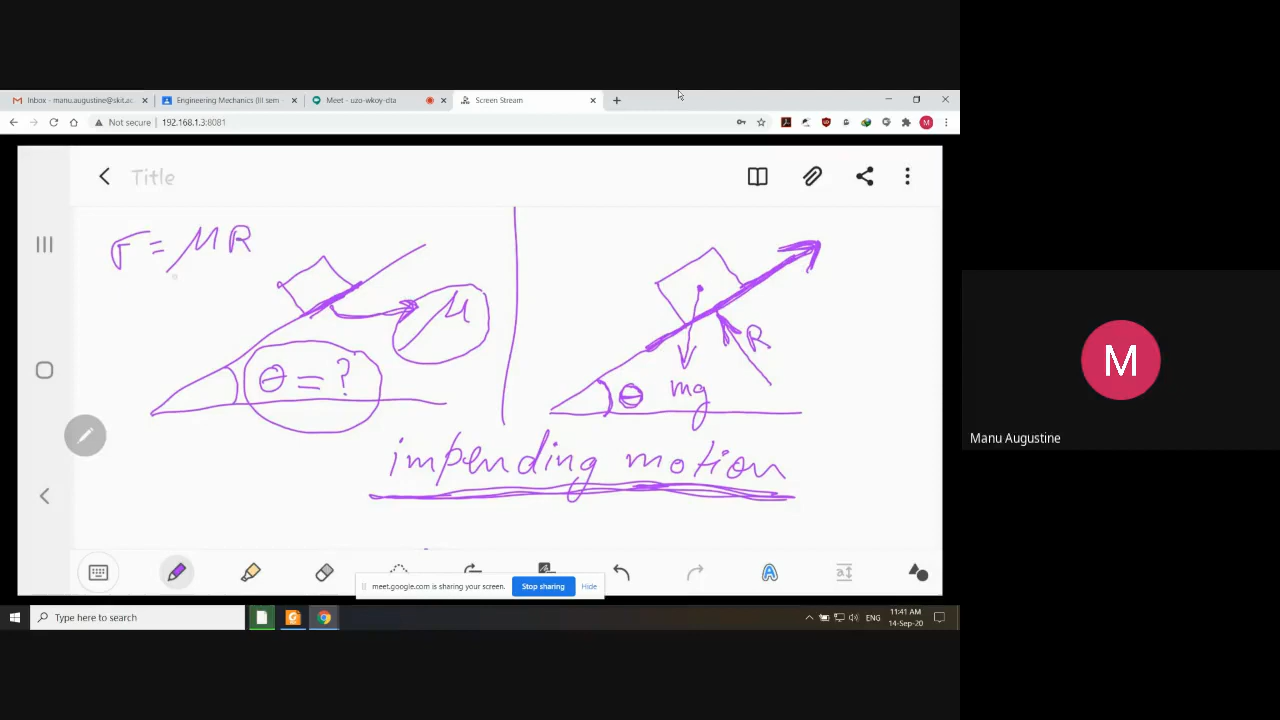 Inbox - manu.augustine@skit.ac.
Engineering Mechanics (III sem -
Meet - uzo-wkoy-dta
Screen Stream
Not secure | 192.168.1.3:8081
Title
F = μR
μ
θ = ?
R
θ
mg
impending motion
meet.google.com is sharing your screen.
Stop sharing
Hide
Type here to search
ENG
11:41 AM
14-Sep-20
M
Manu Augustine